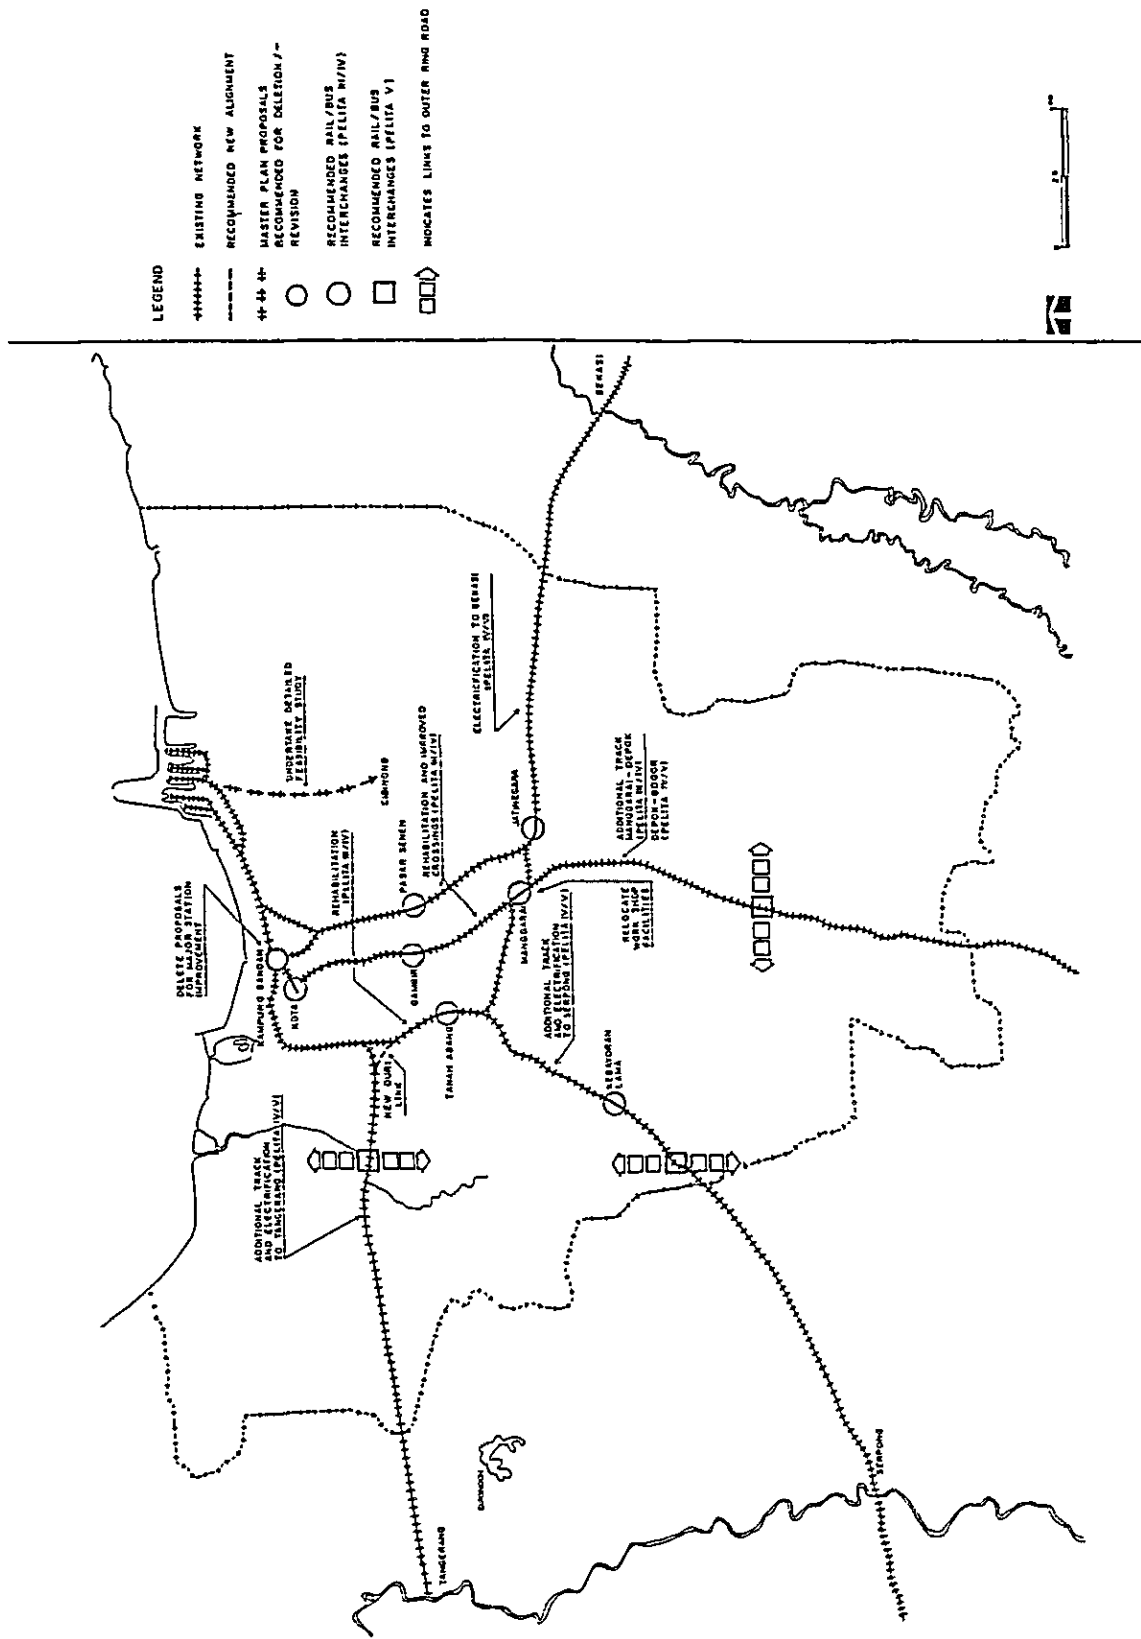 LEGEND
EXISTING NETWORK
RECOMMENDED NEW ALIGNMENT
MASTER PLAN PROPOSALS
RECOMMENDED FOR DELETION/-
REVISION
RECOMMENDED RAIL/BUS
INTERCHANGES (PELITA III/IV)
RECOMMENDED RAIL/BUS
INTERCHANGES (PELITA V)
INDICATES LINKS TO OUTER RING ROAD
UNDERTAKE DETAILED
FEASIBILITY STUDY
DELETE PROPOSALS
FOR MAJOR STATION
IMPROVEMENT
KAMPUNG BANDAN
KOTA
REHABILITATION
(PELITA III/IV)
PASAR SENEN
REHABILITATION AND IMPROVED
CROSSINGS (PELITA III/IV)
GAMBIR
ELECTRIFICATION TO BEKASI
(PELITA IV/V)
BEKASI
JATINEGARA
MANGGARAI
ADDITIONAL TRACK
MANGGARAI-DEPOK
(PELITA III/IV)
DEPOK-BOGOR
(PELITA IV/V)
RELOCATE
WORK SHOP
FACILITIES
ADDITIONAL TRACK
AND ELECTRIFICATION
TO SERPONG (PELITA IV/V)
TANAH ABANG
NEW DURI
LINK
KEBAYORAN
LAMA
ADDITIONAL TRACK
AND ELECTRIFICATION
TO TANGERANG (PELITA IV/V)
TANGERANG
SERPONG
0
25